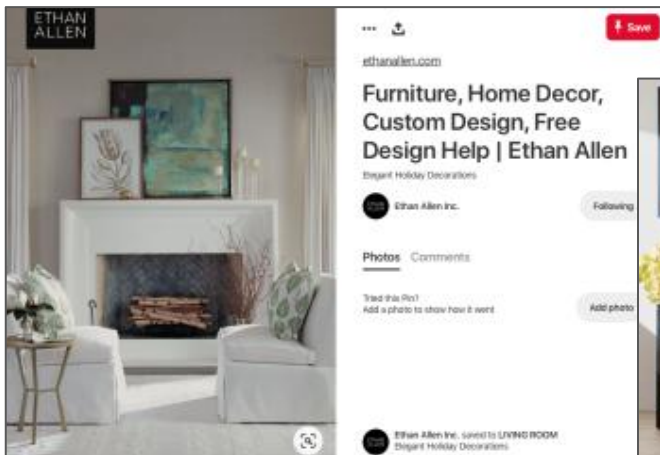 ETHAN
ALLEN
Save
ethanallen.com
Furniture, Home Decor,
Custom Design, Free
Design Help | Ethan Allen
Elegant Holiday Decorations
ETHAN
ALLEN
Ethan Allen Inc.
Following
Photos Comments
Tried this Pin?
Add a photo to show how it went
Add photo
Ethan Allen Inc. saved to LIVING ROOM
Elegant Holiday Decorations